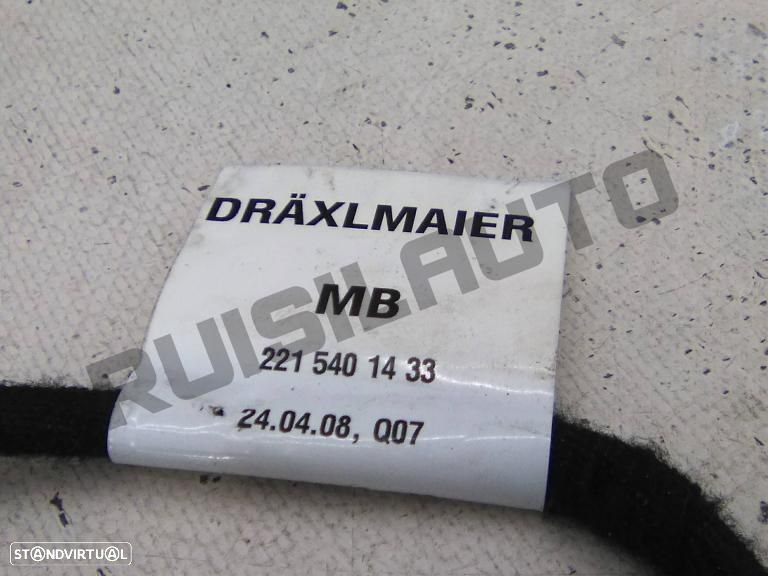 DRÄXLMAIER
RUISILAUTO
MB
221 540 14 33
24.04.08, Q07
STANDVIRTUAL